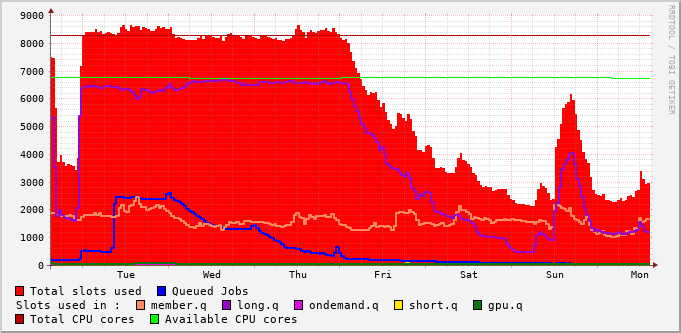 RRDTOOL / TOBI OETIKER
9000
8000
7000
6000
5000
4000
3000
2000
1000
0
Tue Wed Thu Fri Sat Sun Mon
Total slots used Queued Jobs
Slots used in : member.q long.q ondemand.q short.q gpu.q
Total CPU cores Available CPU cores